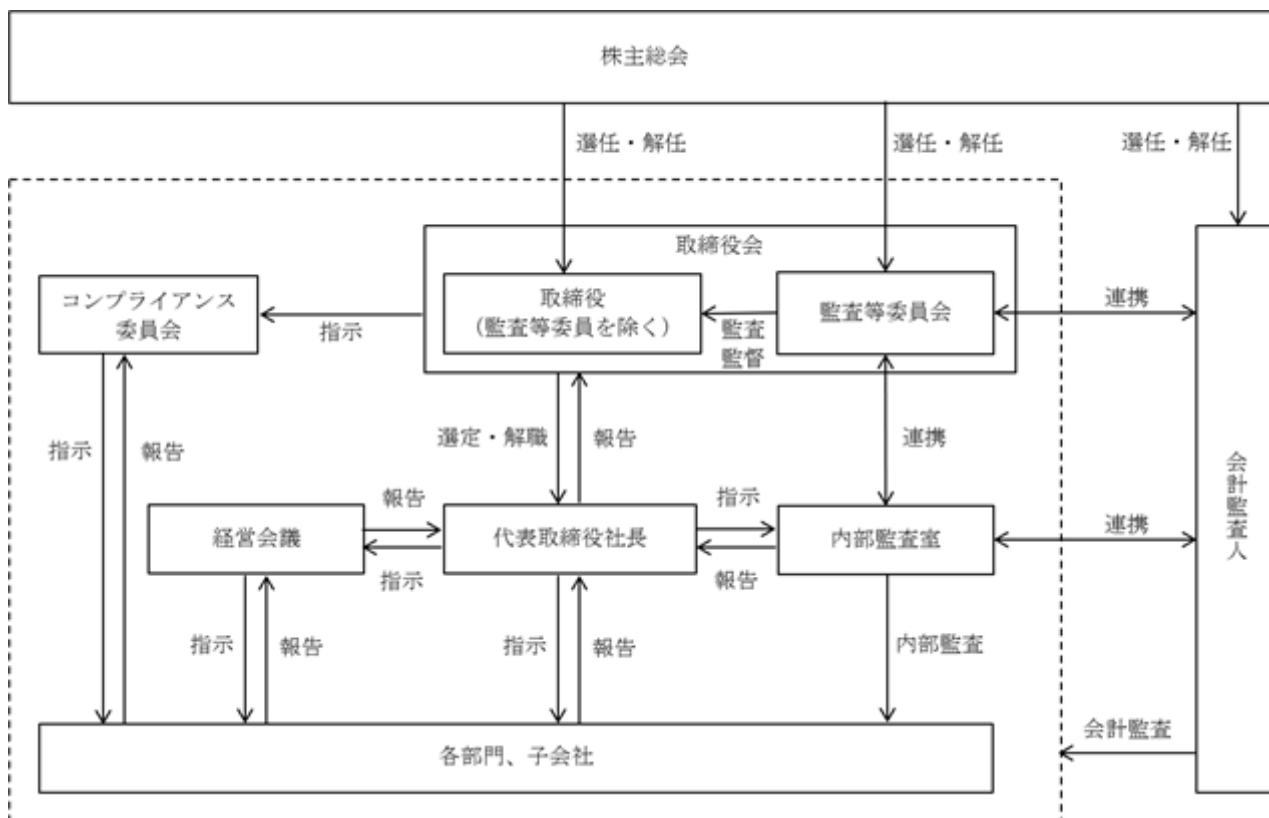 株主総会
選任・解任
選任・解任
選任・解任
取締役会
コンプライアンス
委員会
指示
取締役
（監査等委員を除く）
監査
監督
監査等委員会
連携
指示
報告
選定・解職
報告
連携
会計監査人
経営会議
報告
指示
代表取締役社長
指示
報告
内部監査室
連携
指示
報告
指示
報告
内部監査
会計監査
各部門、子会社